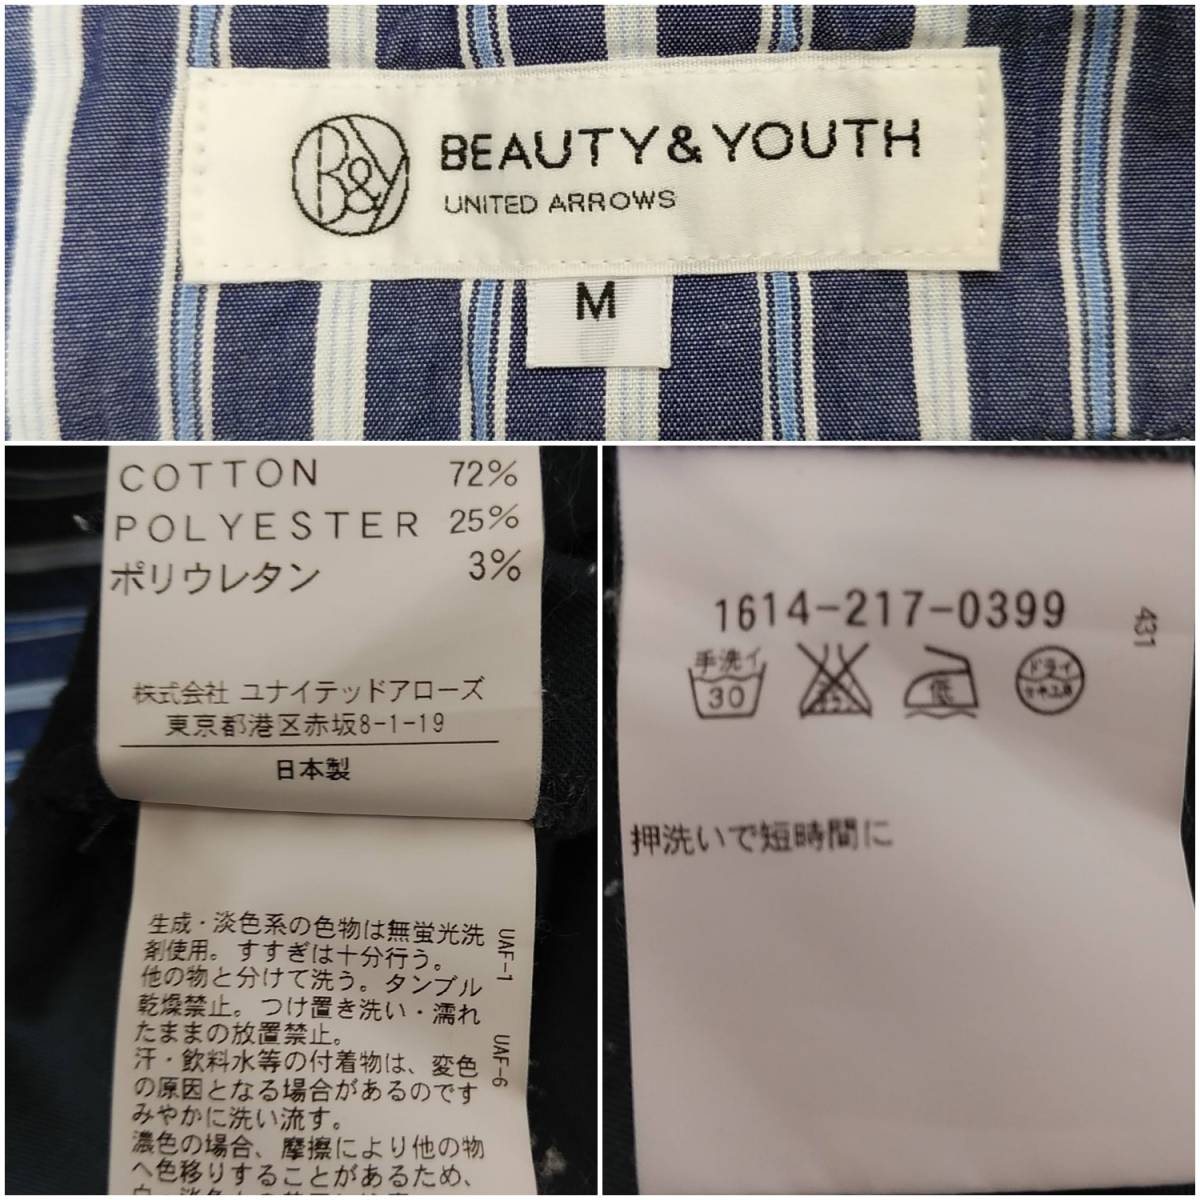 B&Y
BEAUTY & YOUTH
UNITED ARROWS
M
COTTON 72%
POLYESTER 25%
ポリウレタン 3%
株式会社 ユナイテッドアローズ
東京都港区赤坂8-1-19
日本製
生成・淡色系の色物は無蛍光洗
剤使用。すすぎは十分行う。
他の物と分けて洗う。タンブル
乾燥禁止。つけ置き洗い・濡れ
たままの放置禁止。
汗・飲料水等の付着物は、変色
の原因となる場合があるのです
みやかに洗い流す。
濃色の場合、摩擦により他の物
へ色移りすることがあるため、
UAF-1
UAF-6
1614-217-0399
431
手洗イ
30
低
ドライ
押洗いで短時間に